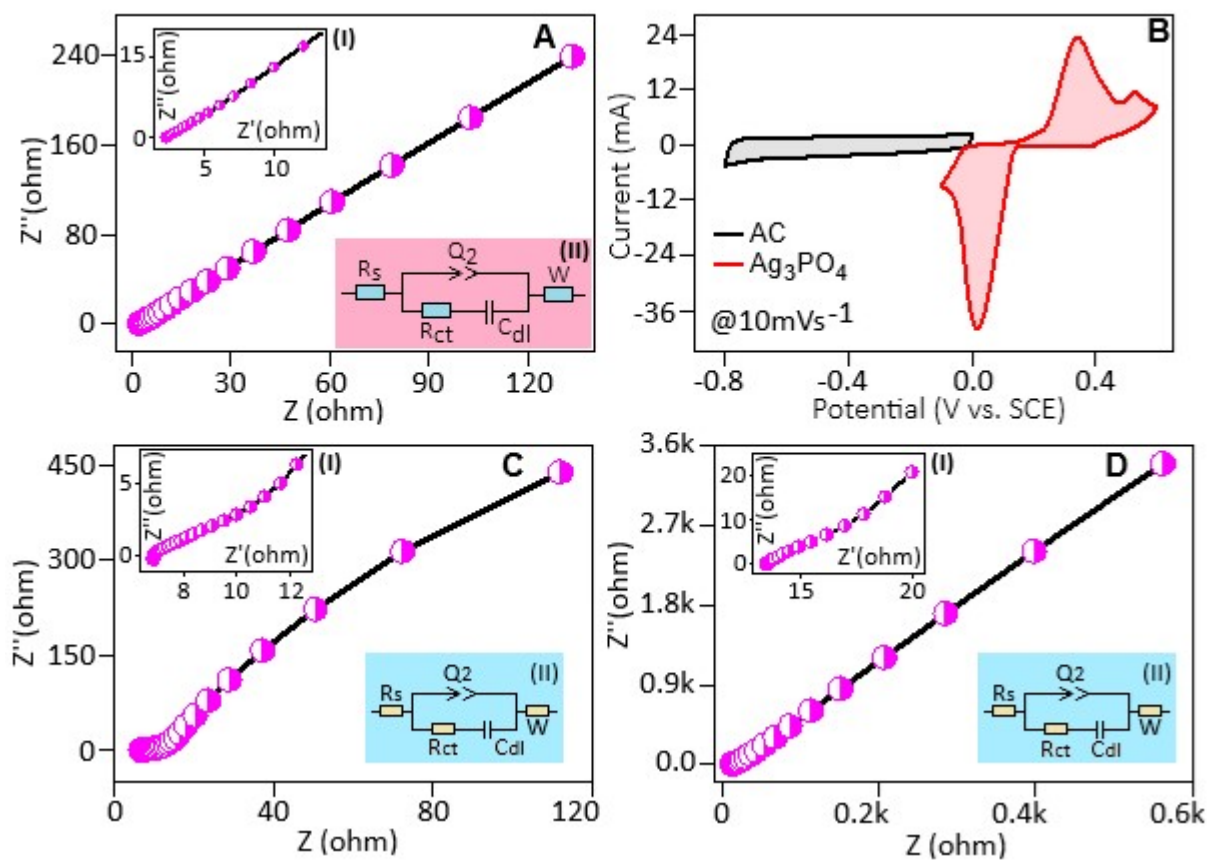 A
(I)
Z''(ohm)
15
0
Z'(ohm)
5 10
Z''(ohm)
240
160
80
0
(II)
Q2
Rs
W
Rct
Cdl
0 30 60 90 120
Z (ohm)
B
Current (mA)
24
12
0
-12
-24
-36
AC
Ag₃PO₄
@10mVs⁻¹
-0.8 -0.4 0.0 0.4
Potential (V vs. SCE)
C
(I)
Z''(ohm)
5
0
Z'(ohm)
8 10 12
Z''(ohm)
450
300
150
0
(II)
Q2
Rs
W
Rct
Cdl
0 40 80 120
Z (ohm)
D
(I)
Z''(ohm)
20
10
0
Z'(ohm)
15 20
Z''(ohm)
3.6k
2.7k
1.8k
0.9k
0.0
(II)
Q2
Rs
W
Rct
Cdl
0 0.2k 0.4k 0.6k
Z (ohm)